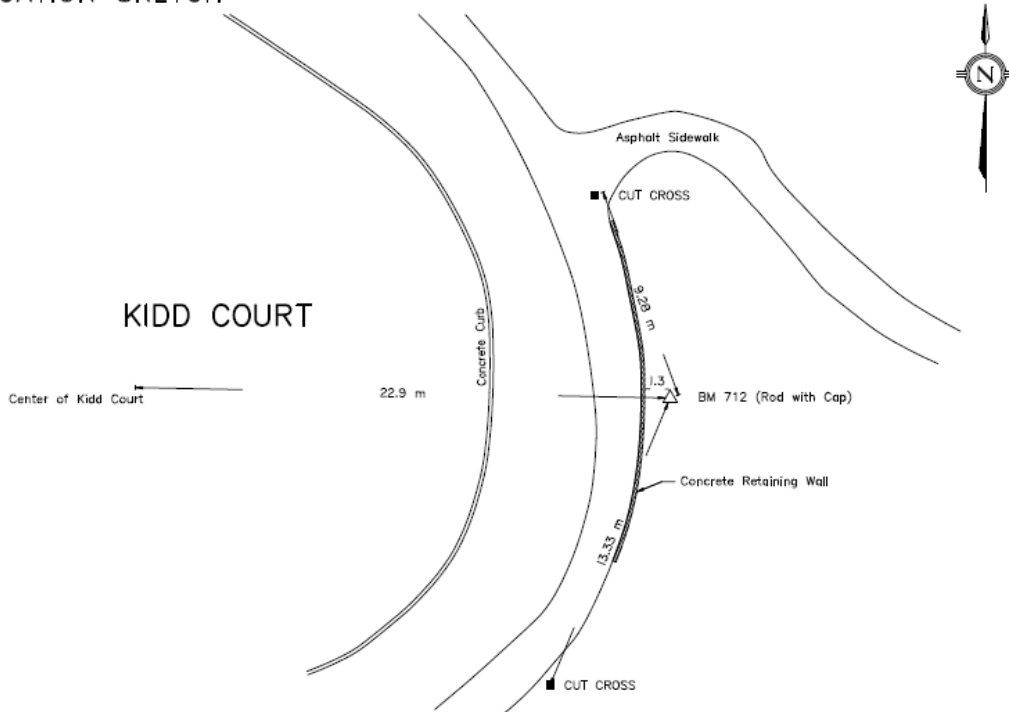 N
Asphalt Sidewalk
CUT CROSS
9.28 m
KIDD COURT
Concrete Curb
1.3
Center of Kidd Court
22.9 m
BM 712 (Rod with Cap)
Concrete Retaining Wall
13.33 m
CUT CROSS